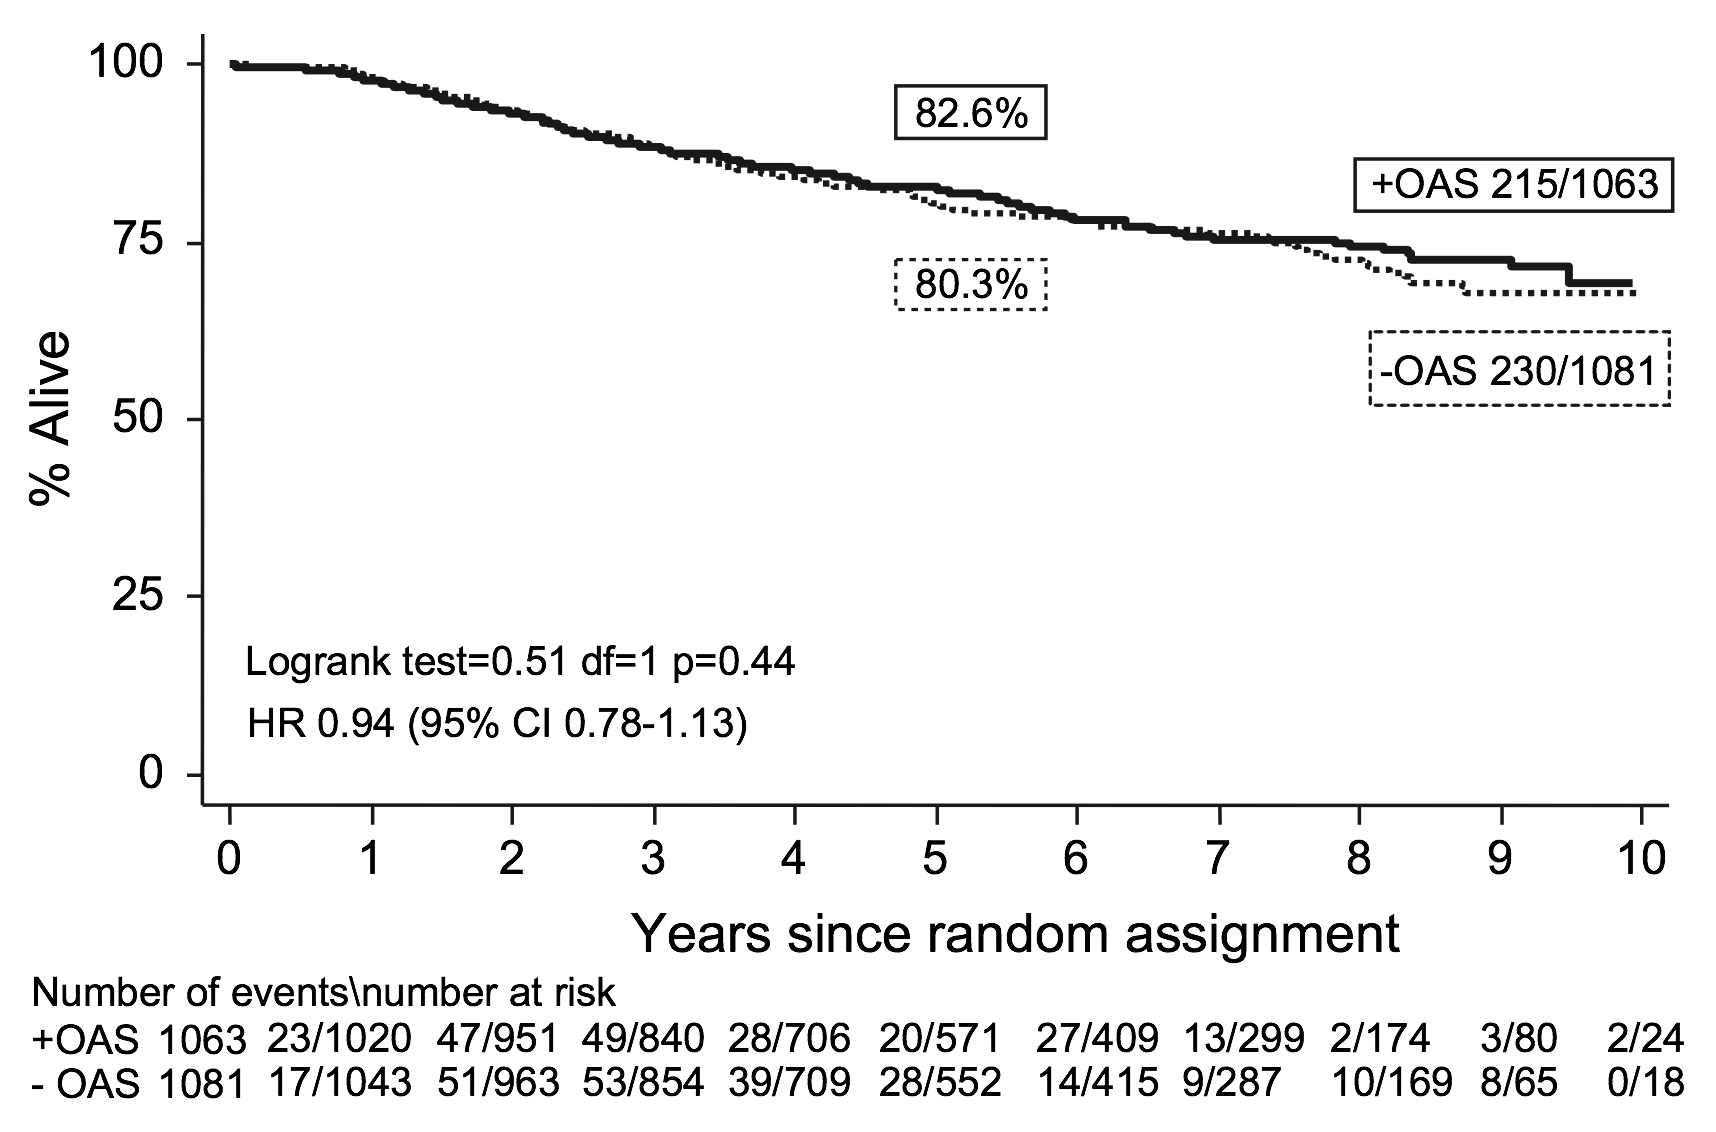 100
82.6%
+OAS 215/1063
75
80.3%
-OAS 230/1081
% Alive
50
25
Logrank test=0.51 df=1 p=0.44
HR 0.94 (95% CI 0.78-1.13)
0
0 1 2 3 4 5 6 7 8 9 10
Years since random assignment
Number of events\number at risk
+OAS 1063 23/1020 47/951 49/840 28/706 20/571 27/409 13/299 2/174 3/80 2/24
- OAS 1081 17/1043 51/963 53/854 39/709 28/552 14/415 9/287 10/169 8/65 0/18